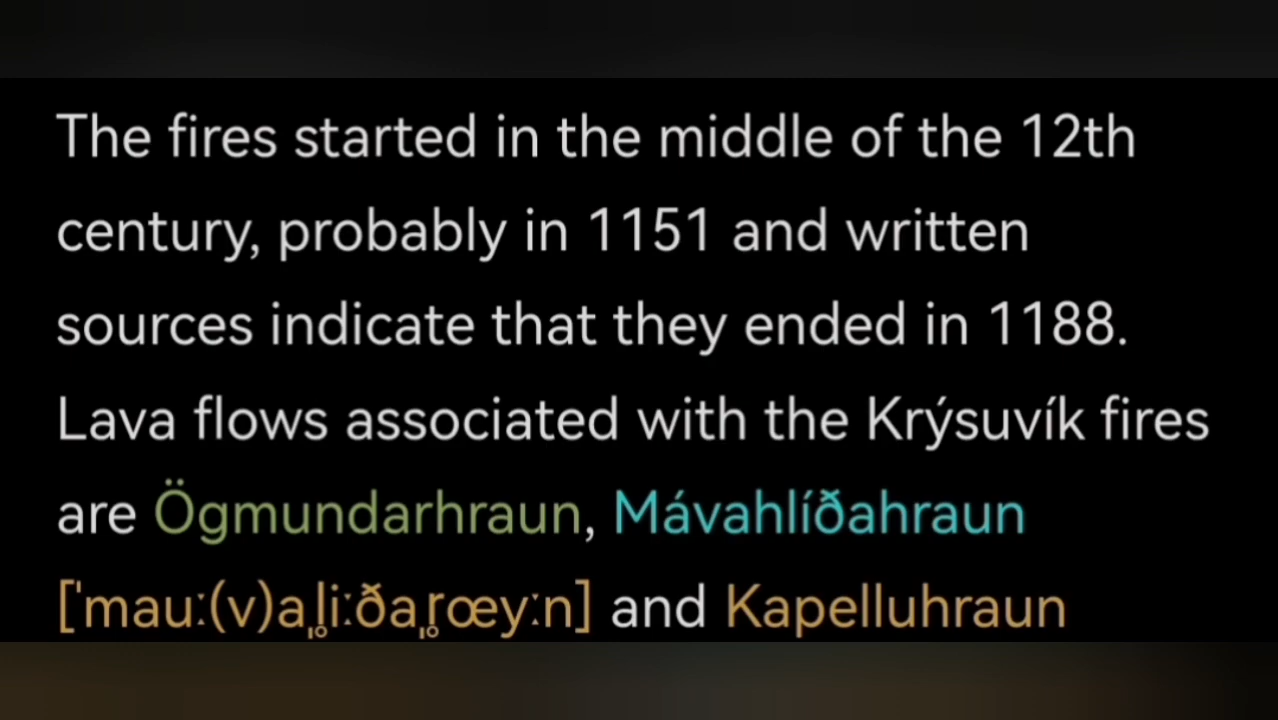 The fires started in the middle of the 12th
century, probably in 1151 and written
sources indicate that they ended in 1188.
Lava flows associated with the Krýsuvík fires
are Ögmundarhraun, Mávahlíðahraun
[ˈmauː(v)aˌl̥iːðaˌr̥œyːn] and Kapelluhraun